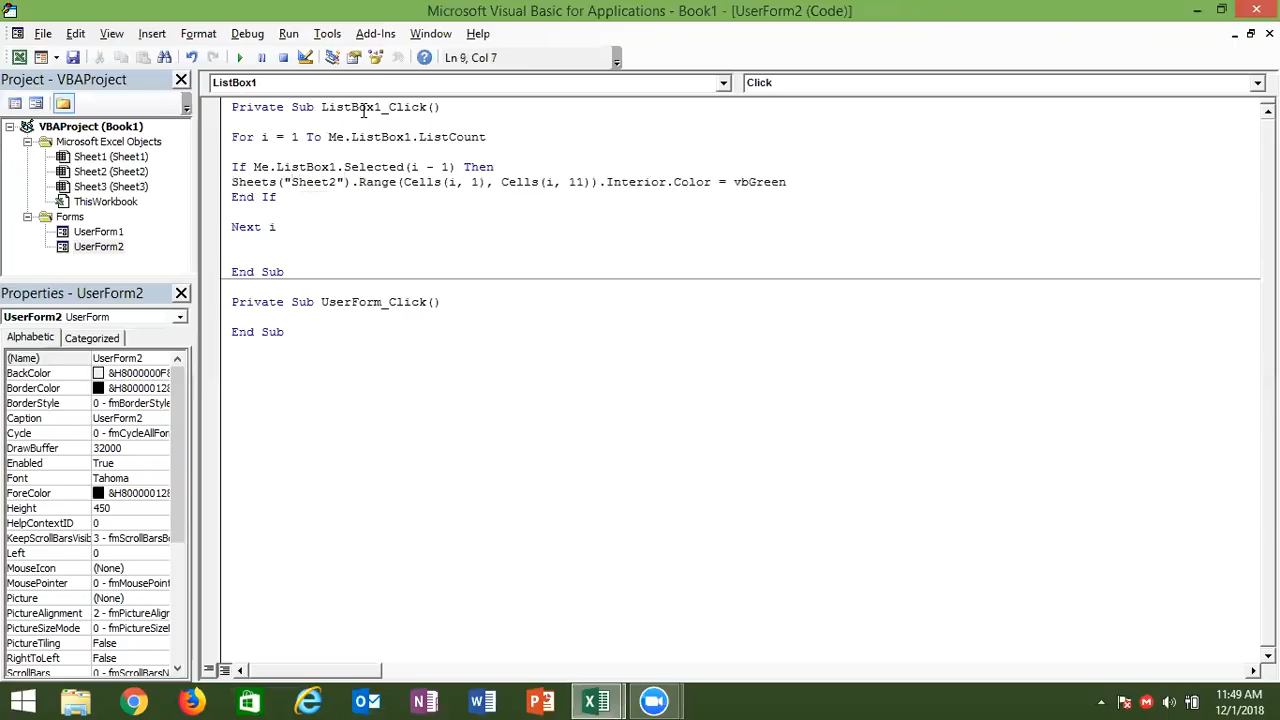 Microsoft Visual Basic for Applications - Book1 - [UserForm2 (Code)]
File Edit View Insert Format Debug Run Tools Add-Ins Window Help
Ln 9, Col 7
Project - VBAProject
VBAProject (Book1)
Microsoft Excel Objects
Sheet1 (Sheet1)
Sheet2 (Sheet2)
Sheet3 (Sheet3)
ThisWorkbook
Forms
UserForm1
UserForm2
Properties - UserForm2
UserForm2 UserForm
Alphabetic Categorized
(Name) UserForm2
BackColor &H8000000F&
BorderColor &H80000012&
BorderStyle 0 - fmBorderStyle
Caption UserForm2
Cycle 0 - fmCycleAllFor
DrawBuffer 32000
Enabled True
Font Tahoma
ForeColor &H80000012&
Height 450
HelpContextID 0
KeepScrollBarsVisib 3 - fmScrollBarsBo
Left 0
MouseIcon (None)
MousePointer 0 - fmMousePoint
Picture (None)
PictureAlignment 2 - fmPictureAlign
PictureSizeMode 0 - fmPictureSizeM
PictureTiling False
RightToLeft False
ScrollBars 0 - fmScrollBarsN
ListBox1 Click
Private Sub ListBox1_Click()
For i = 1 To Me.ListBox1.ListCount
If Me.ListBox1.Selected(i - 1) Then
Sheets("Sheet2").Range(Cells(i, 1), Cells(i, 11)).Interior.Color = vbGreen
End If
Next i
End Sub
Private Sub UserForm_Click()
End Sub
11:49 AM
12/1/2018